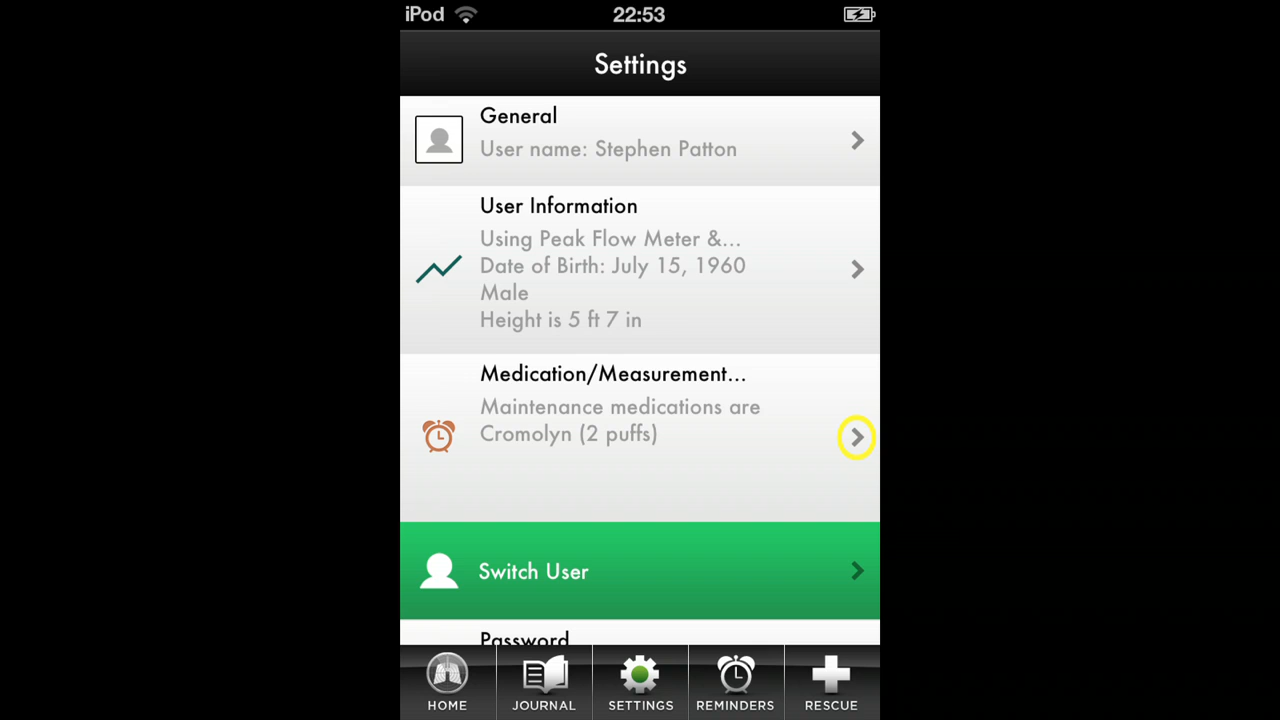 iPod
22:53
Settings
General
User name: Stephen Patton
User Information
Using Peak Flow Meter &...
Date of Birth: July 15, 1960
Male
Height is 5 ft 7 in
Medication/Measurement...
Maintenance medications are
Cromolyn (2 puffs)
Switch User
Password
HOME
JOURNAL
SETTINGS
REMINDERS
RESCUE